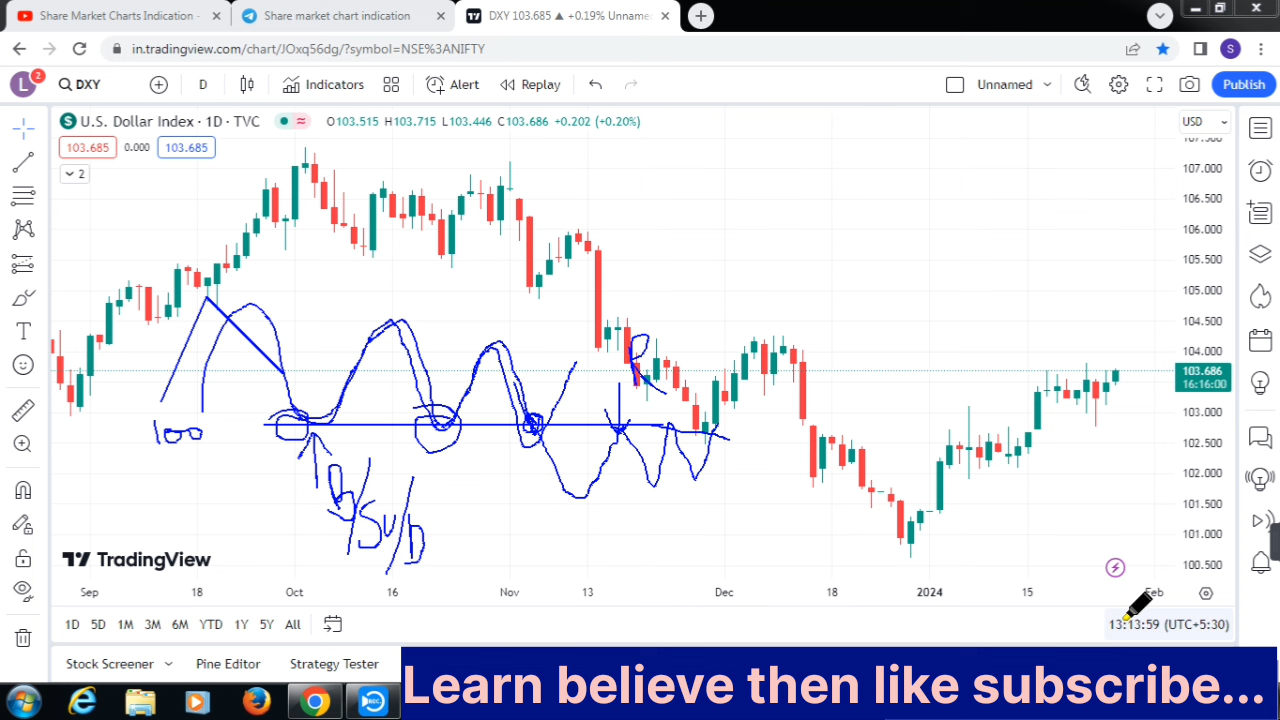 Share Market Charts Indication -
Share market chart indication
DXY 103.685 ▲ +0.19% Unname
in.tradingview.com/chart/JOxq56dg/?symbol=NSE%3ANIFTY
S
L 2
DXY
D
Indicators
Alert
Replay
Unnamed
Publish
S U.S. Dollar Index · 1D · TVC
O103.515 H103.715 L103.446 C103.686 +0.202 (+0.20%)
USD
103.685 0.000 103.685
2
107.500
107.000
106.500
106.000
105.500
105.000
104.500
104.000
103.686
16:16:00
103.000
102.500
102.000
101.500
101.000
100.500
R
100
TradingView
Sep 18 Oct 16 Nov 13 Dec 18 2024 15 Feb
1D 5D 1M 3M 6M YTD 1Y 5Y All
13:13:59 (UTC+5:30)
Stock Screener
Pine Editor
Strategy Tester
REC
Learn believe then like subscribe...